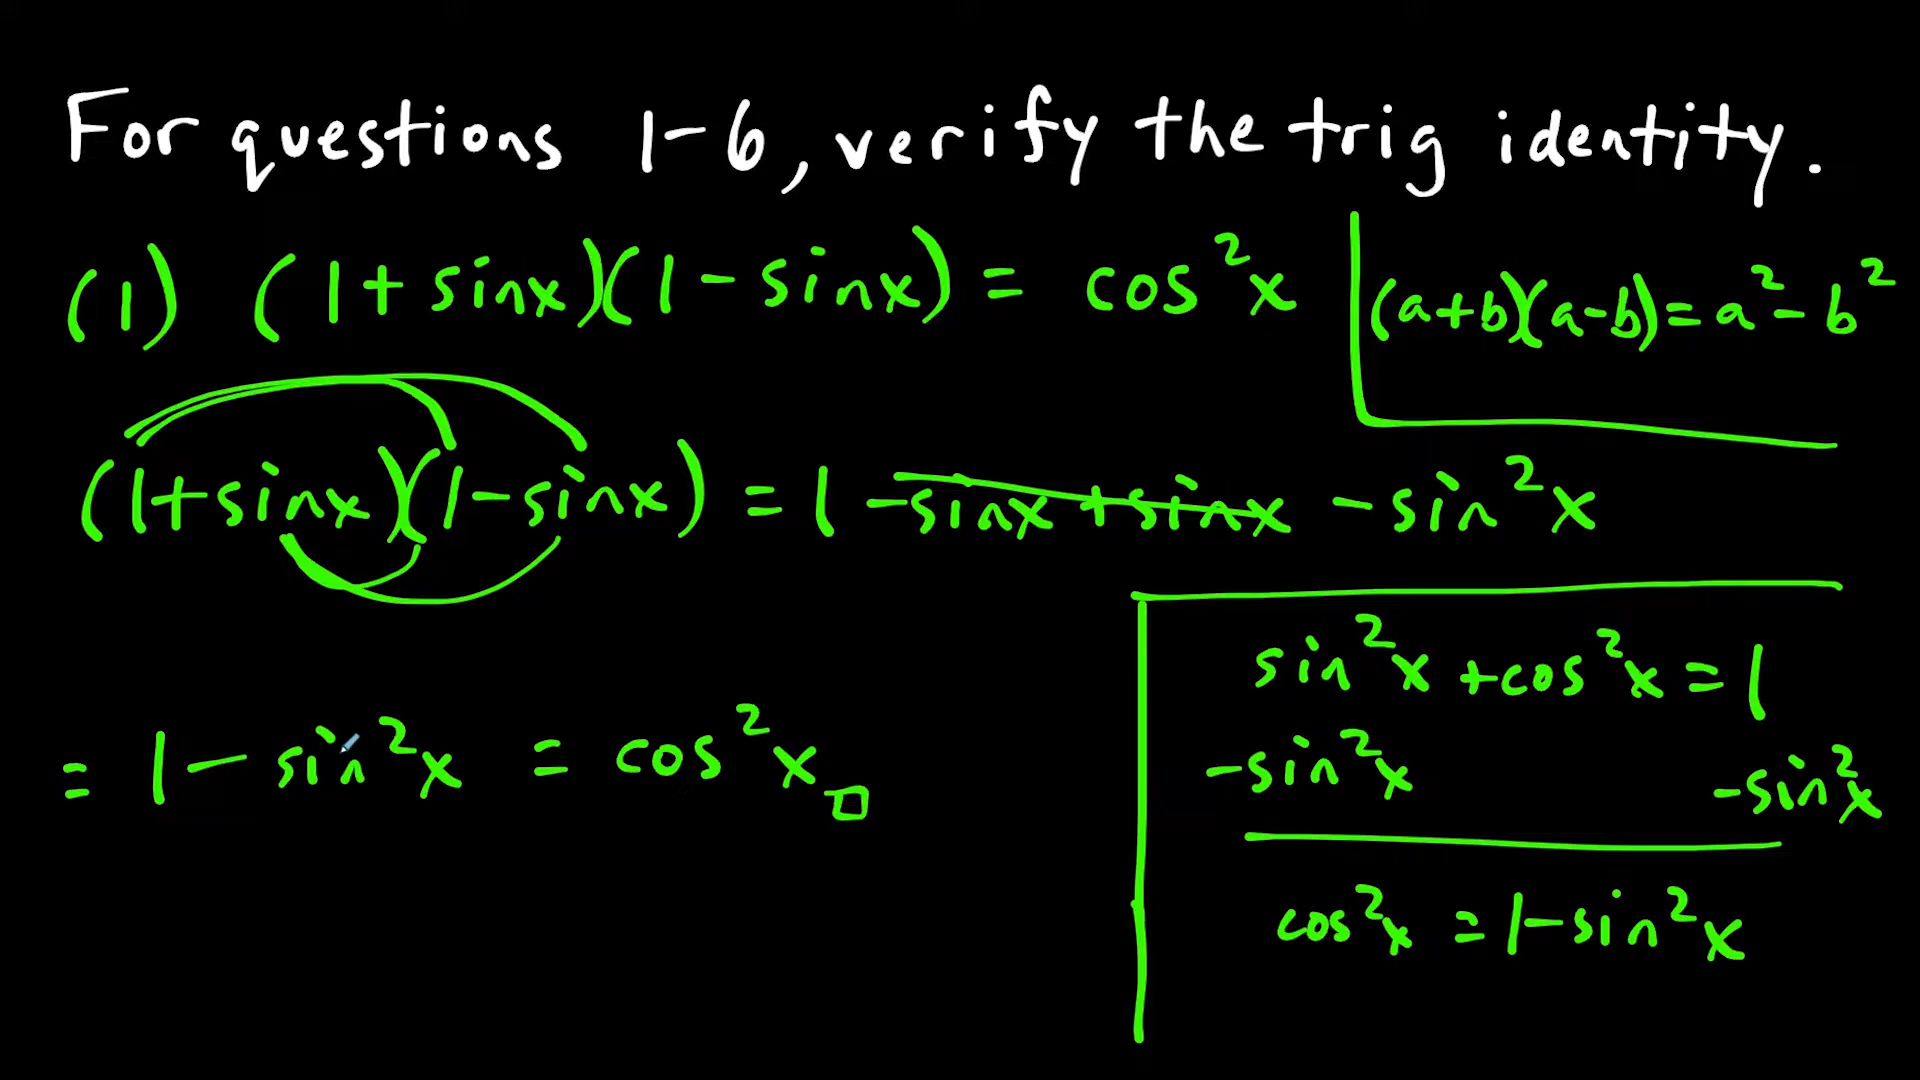 For questions 1-6, verify the trig identity.
(1) (1+sinx)(1-sinx) = cos²x
(a+b)(a-b)=a²-b²
(1+sinx)(1-sinx) = 1 -sinx +sinx -sin²x
= 1 - sin²x = cos²x □
sin²x +cos²x = 1
-sin²x -sin²x
cos²x = 1-sin²x